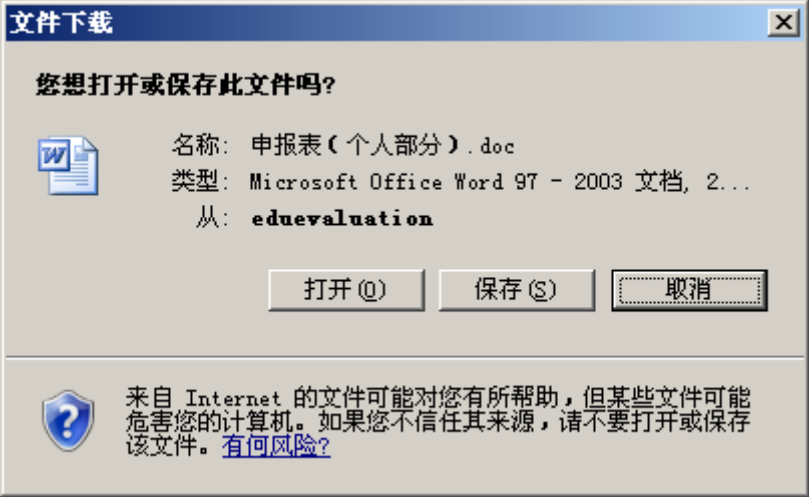 文件下载
您想打开或保存此文件吗?
名称: 申报表(个人部分).doc
类型: Microsoft Office Word 97 - 2003 文档, 2...
从: eduevaluation
打开(O) 保存(S) 取消
来自 Internet 的文件可能对您有所帮助,但某些文件可能
危害您的计算机。如果您不信任其来源,请不要打开或保存
该文件。有何风险?